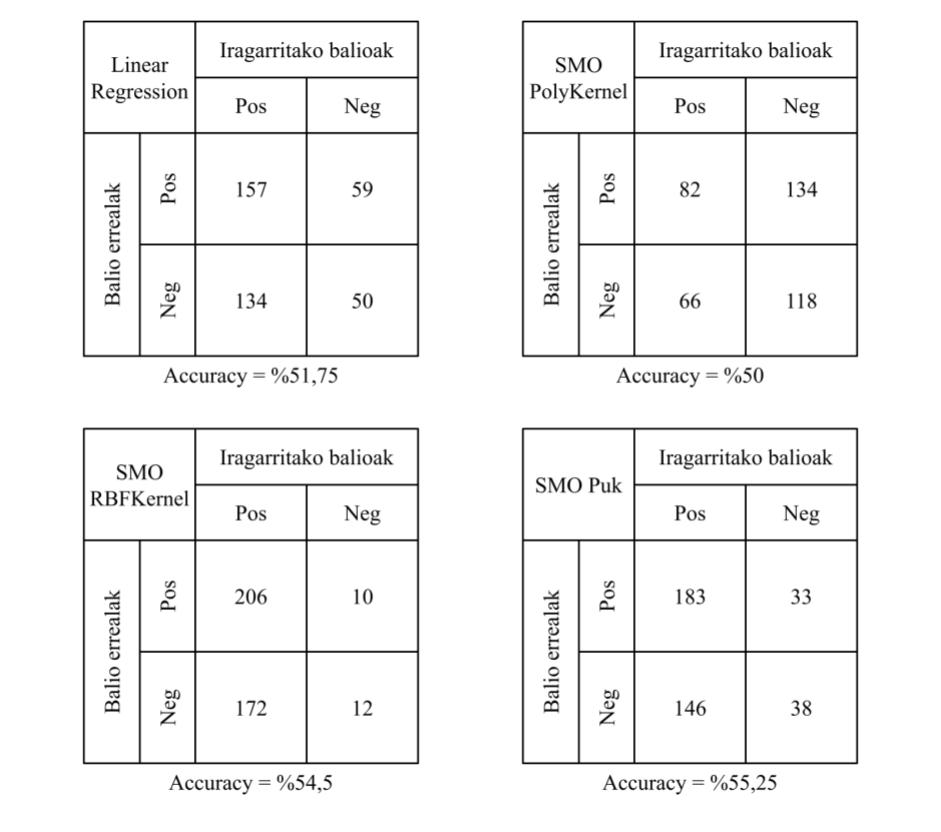 Linear
Regression
Iragarritako balioak
Pos
Neg
Balio errealak
Pos
157
59
Neg
134
50
Accuracy = %51,75
SMO
PolyKernel
Iragarritako balioak
Pos
Neg
Balio errealak
Pos
82
134
Neg
66
118
Accuracy = %50
SMO
RBFKernel
Iragarritako balioak
Pos
Neg
Balio errealak
Pos
206
10
Neg
172
12
Accuracy = %54,5
SMO Puk
Iragarritako balioak
Pos
Neg
Balio errealak
Pos
183
33
Neg
146
38
Accuracy = %55,25